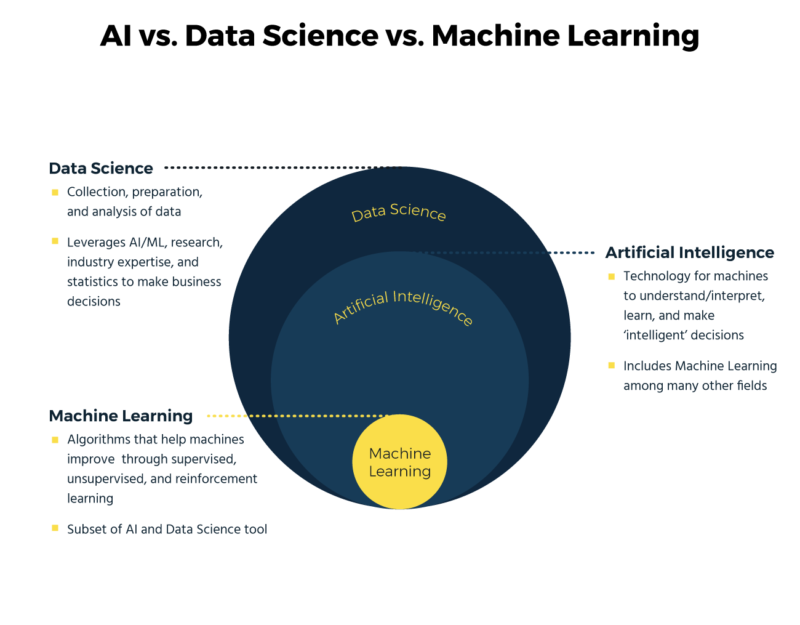 AI vs. Data Science vs. Machine Learning
Data Science
Collection, preparation,
and analysis of data
Leverages AI/ML, research,
industry expertise, and
statistics to make business
decisions
Data Science
Artificial Intelligence
Technology for machines
to understand/interpret,
learn, and make
‘intelligent’ decisions
Includes Machine Learning
among many other fields
Artificial Intelligence
Machine Learning
Algorithms that help machines
improve through supervised,
unsupervised, and reinforcement
learning
Subset of AI and Data Science tool
Machine
Learning